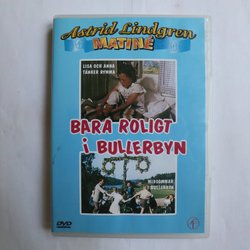 Astrid Lindgren
MATINÉ
LISA OCH ANNA
TÄNKER RYMMA
BARA ROLIGT
i BULLERBYN
MIDSOMMAR
I BULLERBYN
DVD